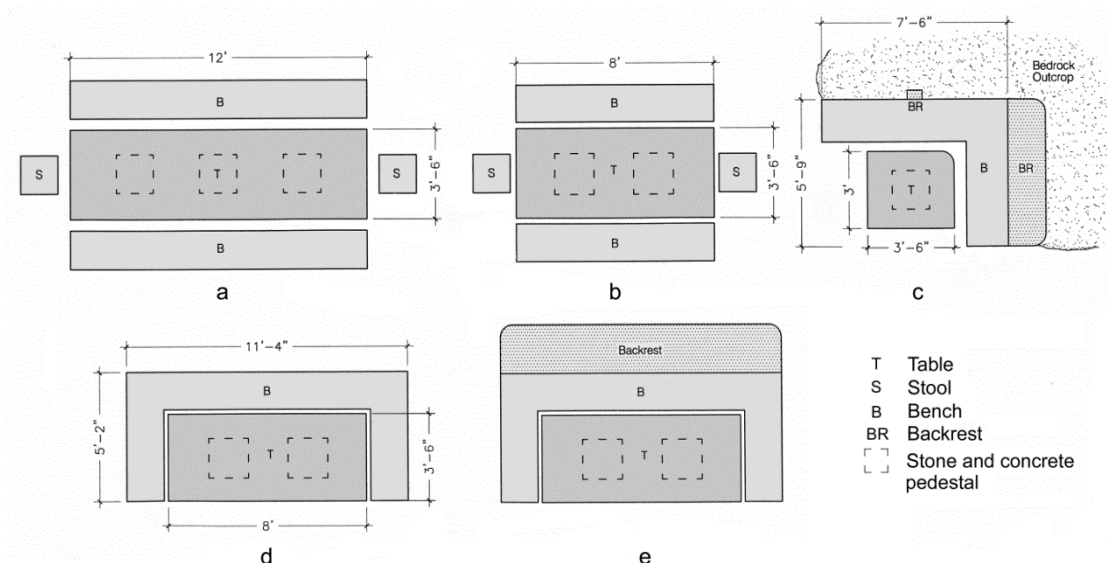 12'
B
S
T
S
3'-6"
B
a
8'
B
S
T
S
3'-6"
B
b
7'-6"
Bedrock
Outcrop
BR
5'-9"
3'
T
B
BR
3'-6"
c
11'-4"
B
5'-2"
T
3'-6"
8'
d
Backrest
B
T
e
T Table
S Stool
B Bench
BR Backrest
Stone and concrete
pedestal